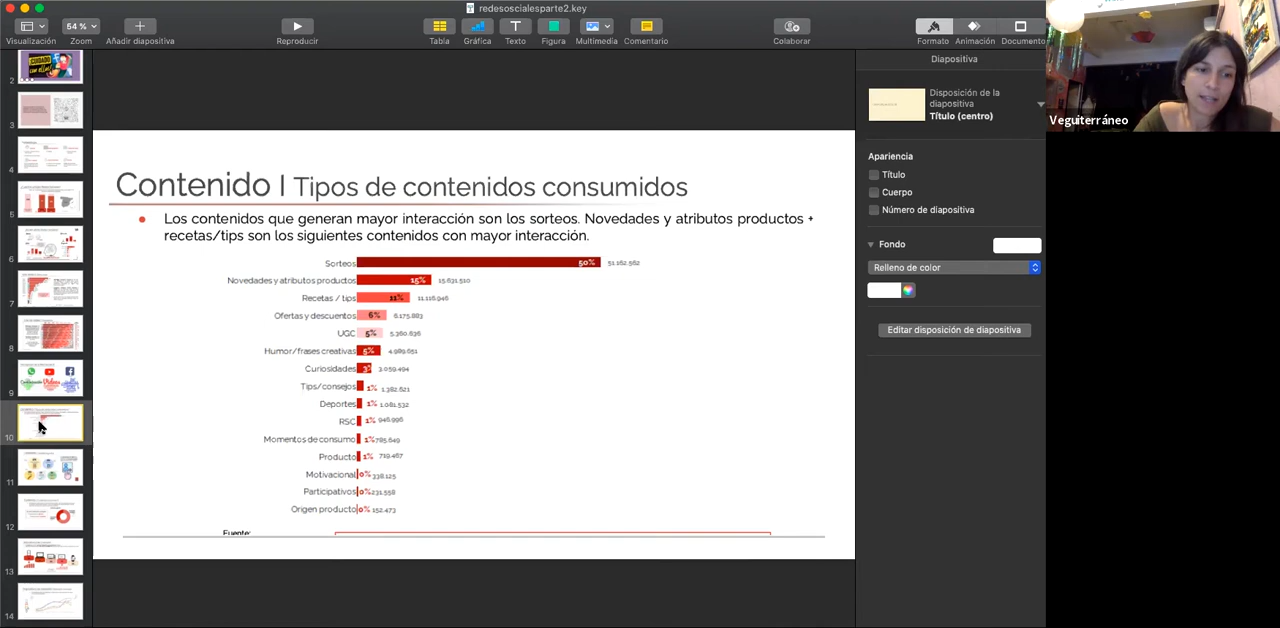 redesoscialesparte2.key
54 %
Visualización Zoom Añadir diapositiva Reproducir Tabla Gráfica Texto Figura Multimedia Comentario Colaborar Formato Animación Documento
Diapositiva
Disposición de la
diapositiva
Título (centro)
Apariencia
Título
Cuerpo
Número de diapositiva
Fondo
Relleno de color
Editar disposición de diapositiva
Veguiterráneo
2
¡CUIDADO
con ellas!
3
4
5
6
7
8
9
10
11
12
13
14
Contenido I Tipos de contenidos consumidos
Los contenidos que generan mayor interacción son los sorteos. Novedades y atributos productos +
recetas/tips son los siguientes contenidos con mayor interacción.
Sorteos 50% 51.162.562
Novedades y atributos productos 15% 15.631.510
Recetas / tips 11% 11.116.946
Ofertas y descuentos 6% 6.175.883
UGC 5% 5.360.636
Humor/frases creativas 5% 4.989.651
Curiosidades 3% 3.059.494
Tips/consejos 1% 1.382.621
Deportes 1% 1.081.532
RSC 1% 946.996
Momentos de consumo 1% 785.649
Producto 1% 719.467
Motivacional 0% 338.125
Participativos 0% 231.558
Origen producto 0% 152.473
Fuente: